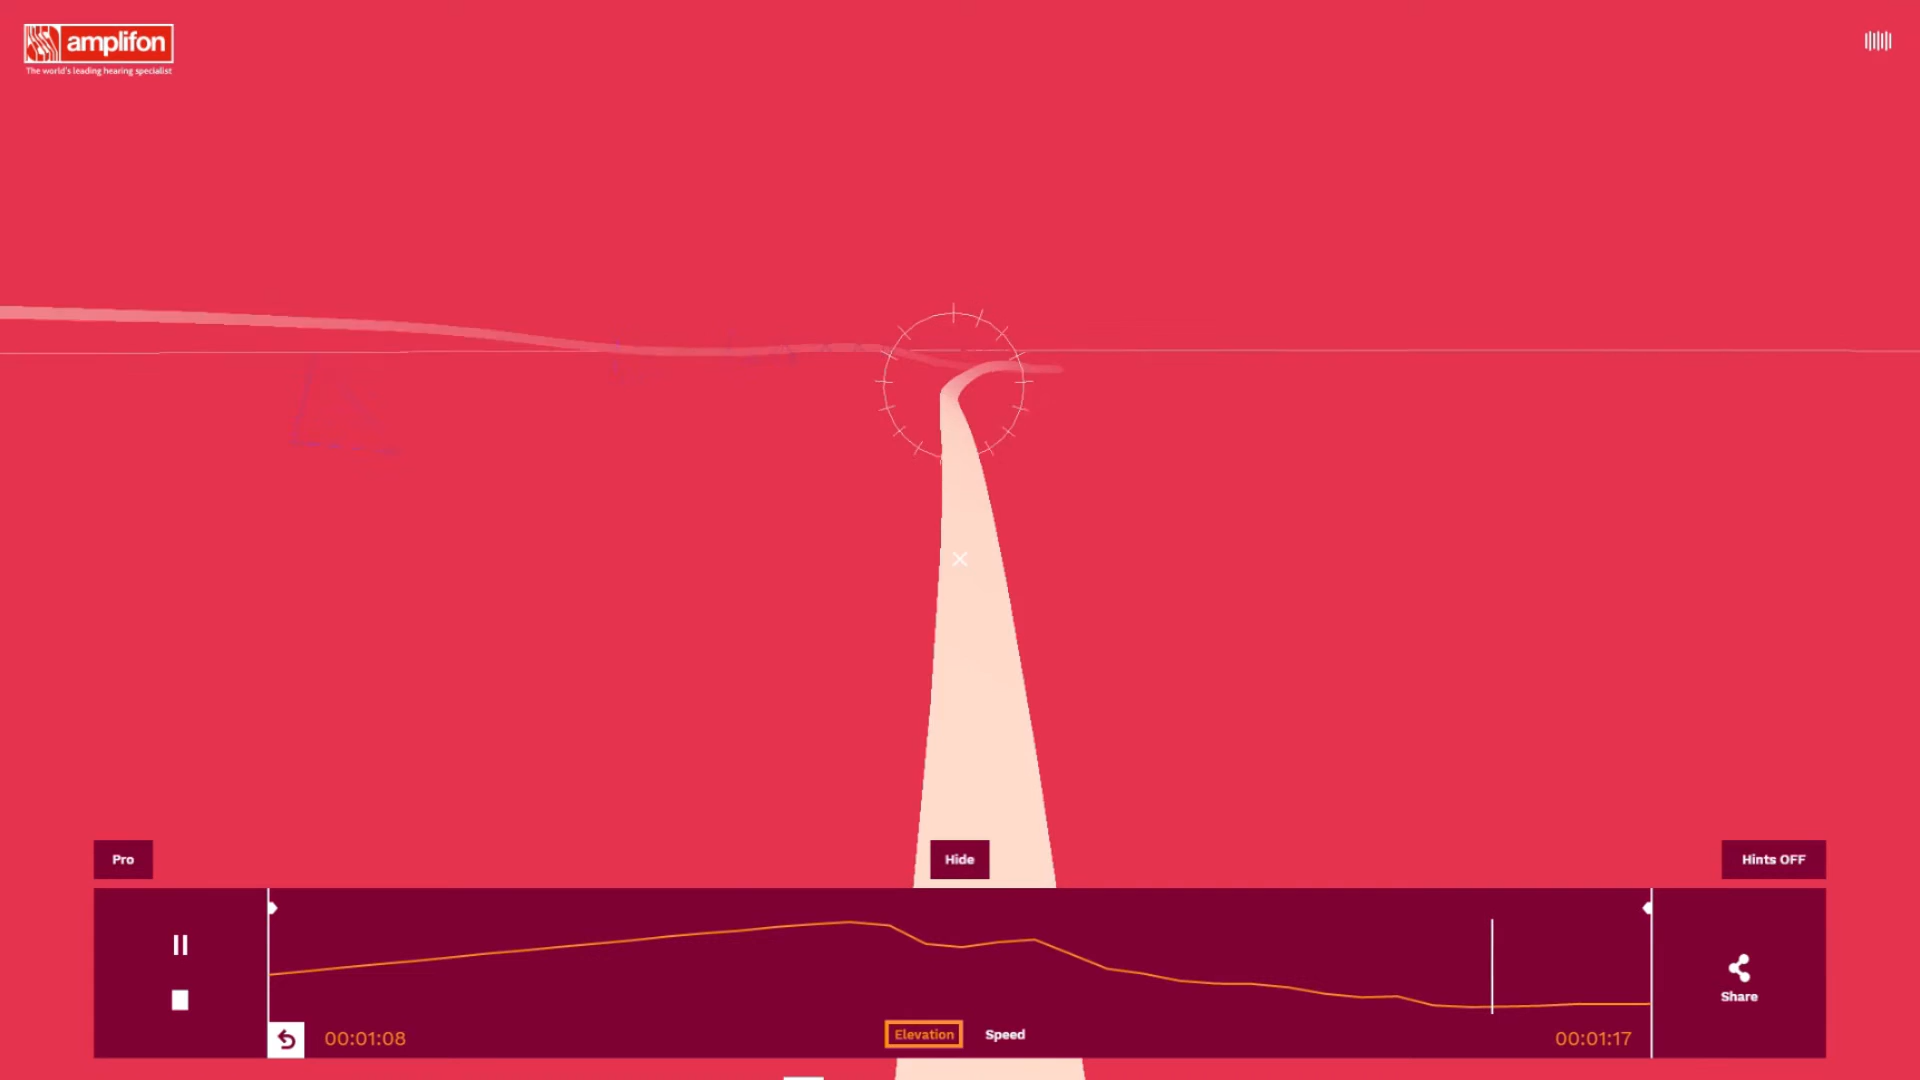 amplifon
The world's leading hearing specialist
Pro
Hide
Hints OFF
Share
00:01:08
Elevation
Speed
00:01:17